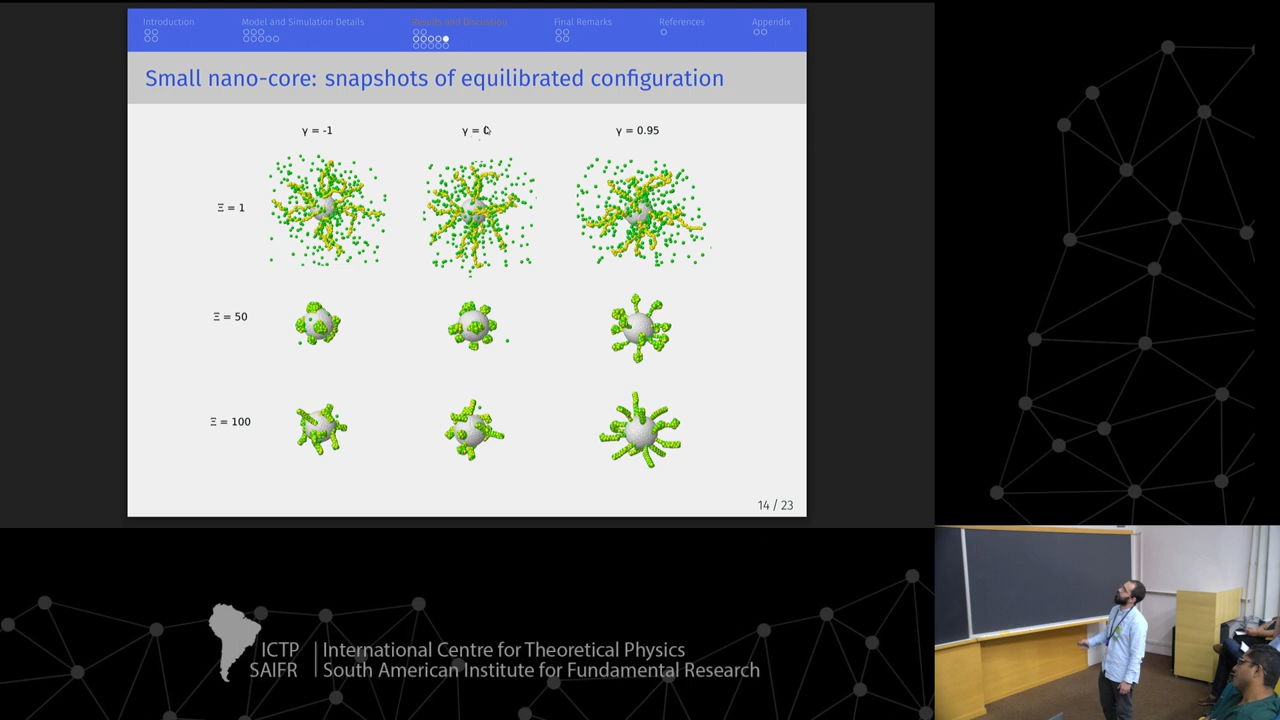 Introduction Model and Simulation Details Results and Discussion Final Remarks References Appendix
Small nano-core: snapshots of equilibrated configuration
γ = -1 γ = 0 γ = 0.95
Ξ = 1
Ξ = 50
Ξ = 100
14 / 23
ICTP International Centre for Theoretical Physics
SAIFR South American Institute for Fundamental Research